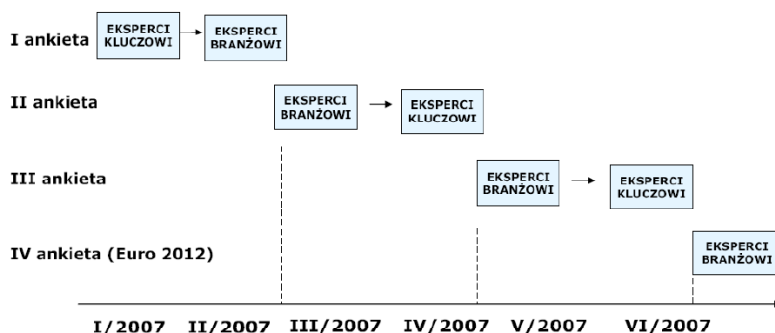 I ankieta
EKSPERCI
KLUCZOWI
EKSPERCI
BRANŻOWI
II ankieta
EKSPERCI
BRANŻOWI
EKSPERCI
KLUCZOWI
III ankieta
EKSPERCI
BRANŻOWI
EKSPERCI
KLUCZOWI
IV ankieta (Euro 2012)
EKSPERCI
BRANŻOWI
I/2007 II/2007 III/2007 IV/2007 V/2007 VI/2007